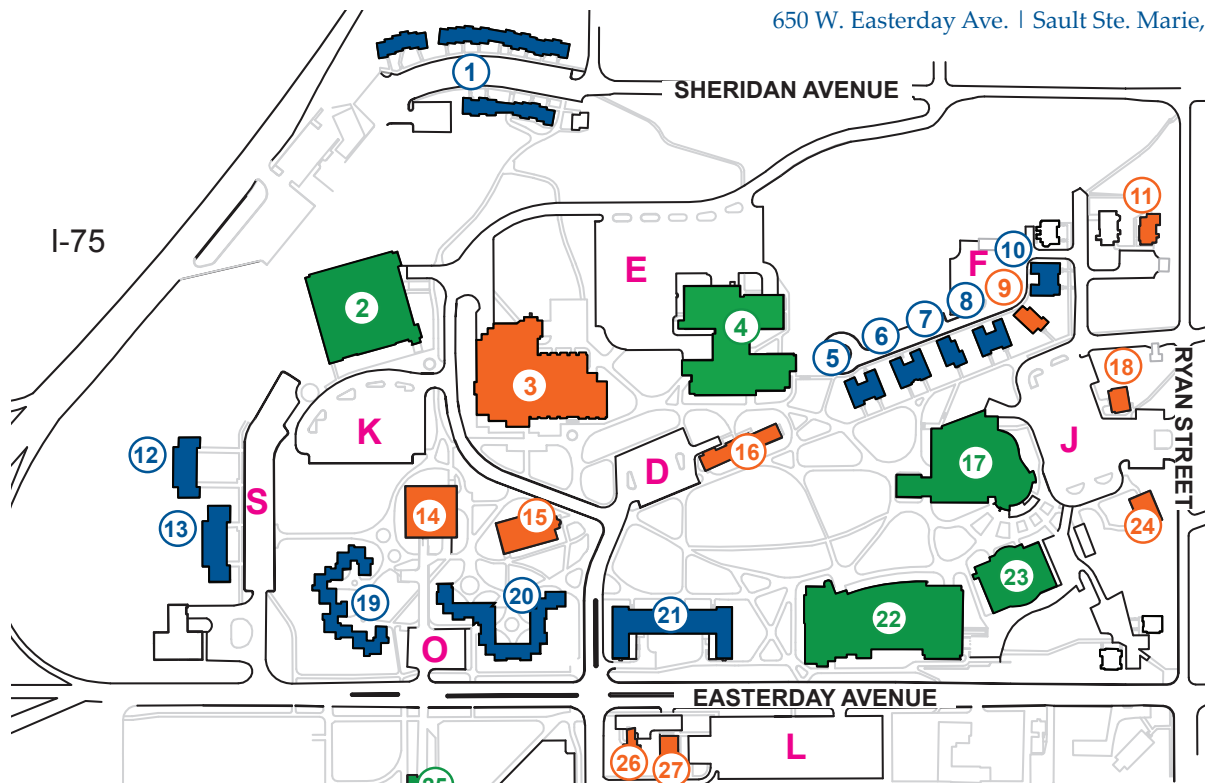 650 W. Easterday Ave. | Sault Ste. Marie,
1
SHERIDAN AVENUE
11
I-75
10
F
E
9
8
2
7
4
6
5
18
3
RYAN STREET
K
J
12
16
D
17
S
14
15
24
13
23
19
20
21
22
O
EASTERDAY AVENUE
L
26
27
25